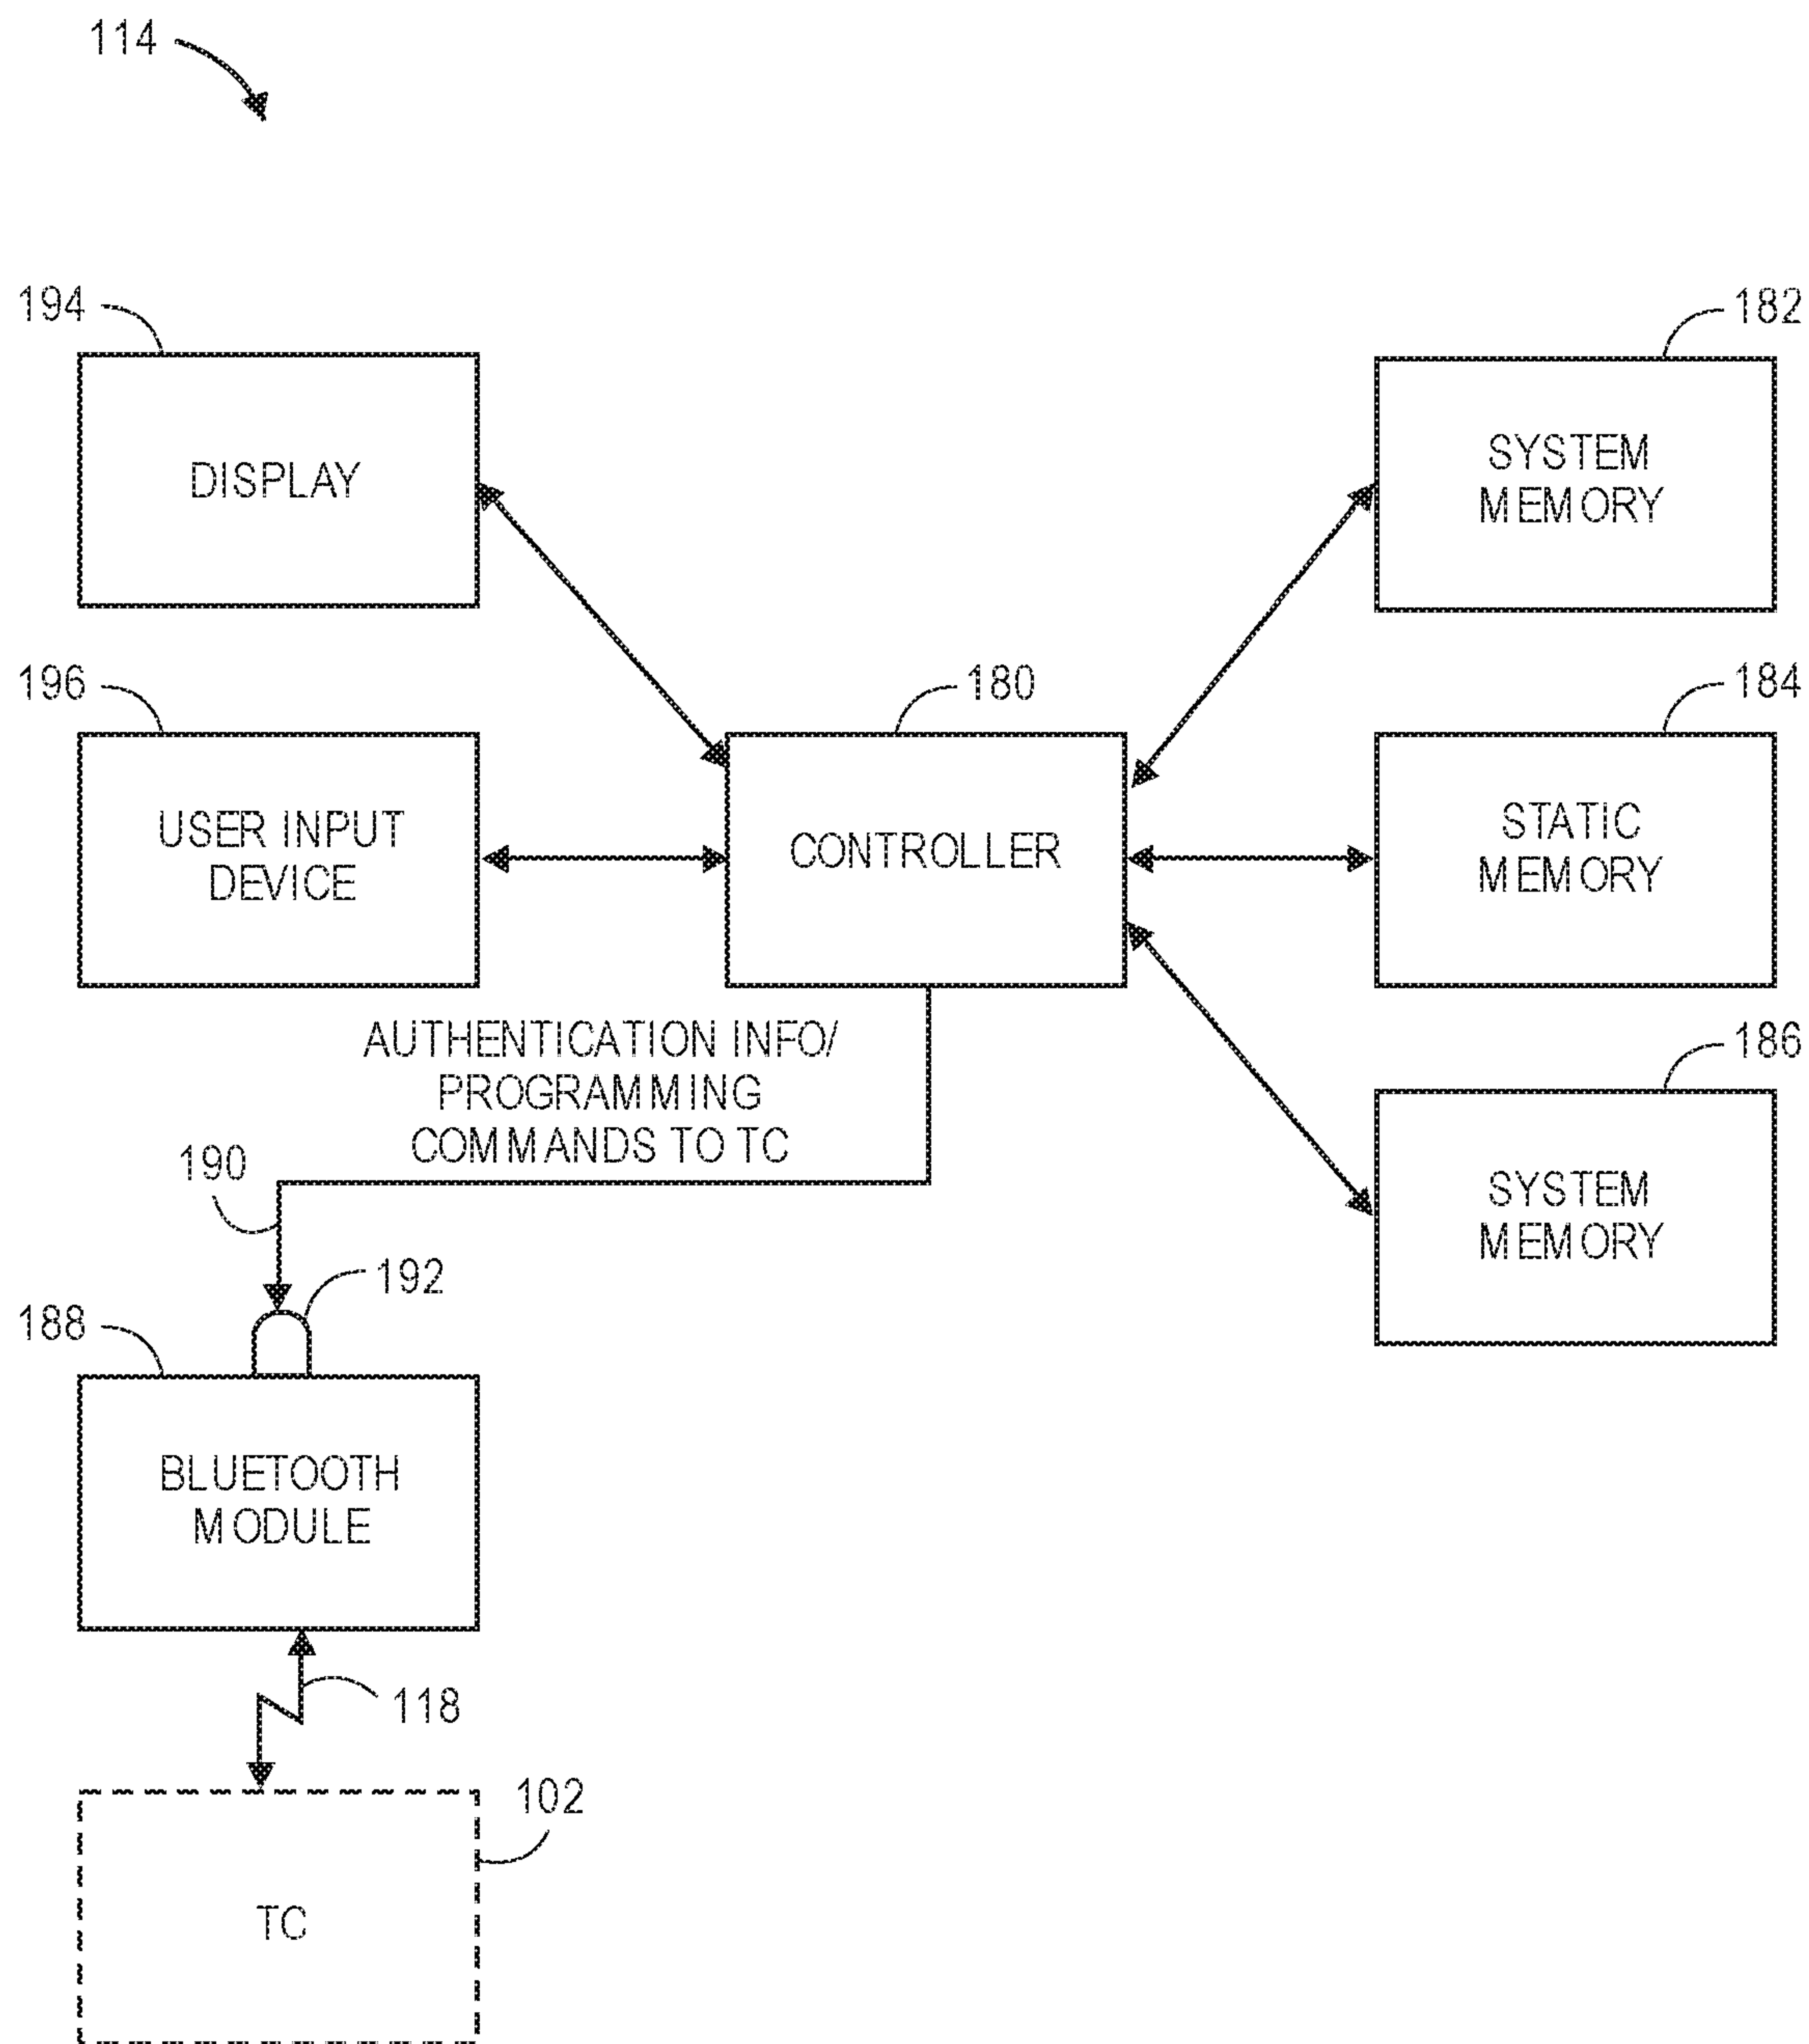 114
194
182
DISPLAY
SYSTEM
MEMORY
196
180
184
USER INPUT
DEVICE
CONTROLLER
STATIC
MEMORY
AUTHENTICATION INFO/
PROGRAMMING
COMMANDS TO TC
186
190
SYSTEM
MEMORY
192
188
BLUETOOTH
MODULE
118
102
TC